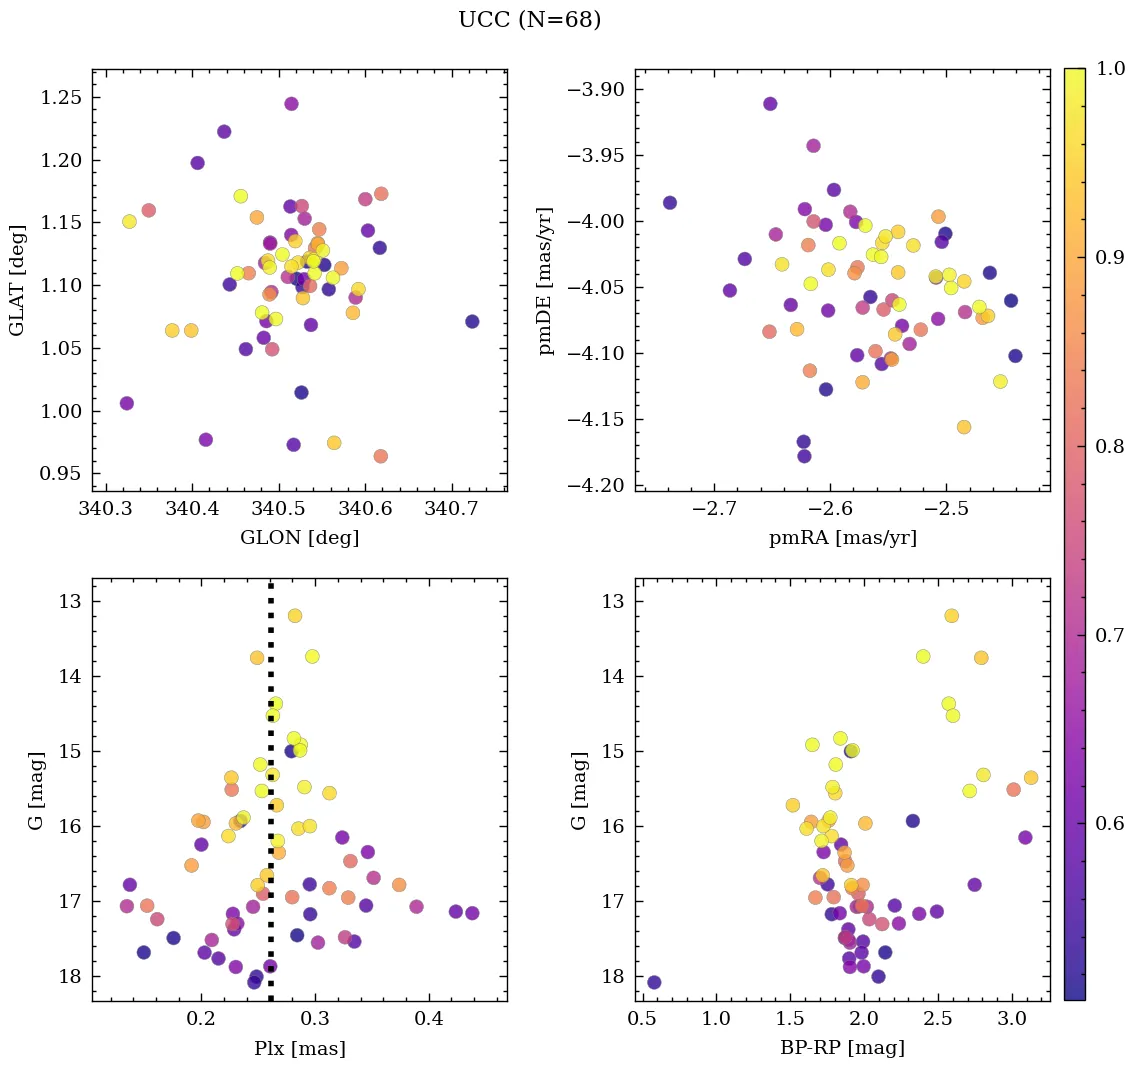 UCC (N=68)
1.25
1.20
1.15
1.10
1.05
1.00
0.95
GLAT [deg]
340.3 340.4 340.5 340.6 340.7
GLON [deg]
−3.90
−3.95
−4.00
−4.05
−4.10
−4.15
−4.20
pmDE [mas/yr]
−2.7 −2.6 −2.5
pmRA [mas/yr]
13
14
15
16
17
18
G [mag]
0.2 0.3 0.4
Plx [mas]
13
14
15
16
17
18
G [mag]
0.5 1.0 1.5 2.0 2.5 3.0
BP-RP [mag]
1.0
0.9
0.8
0.7
0.6